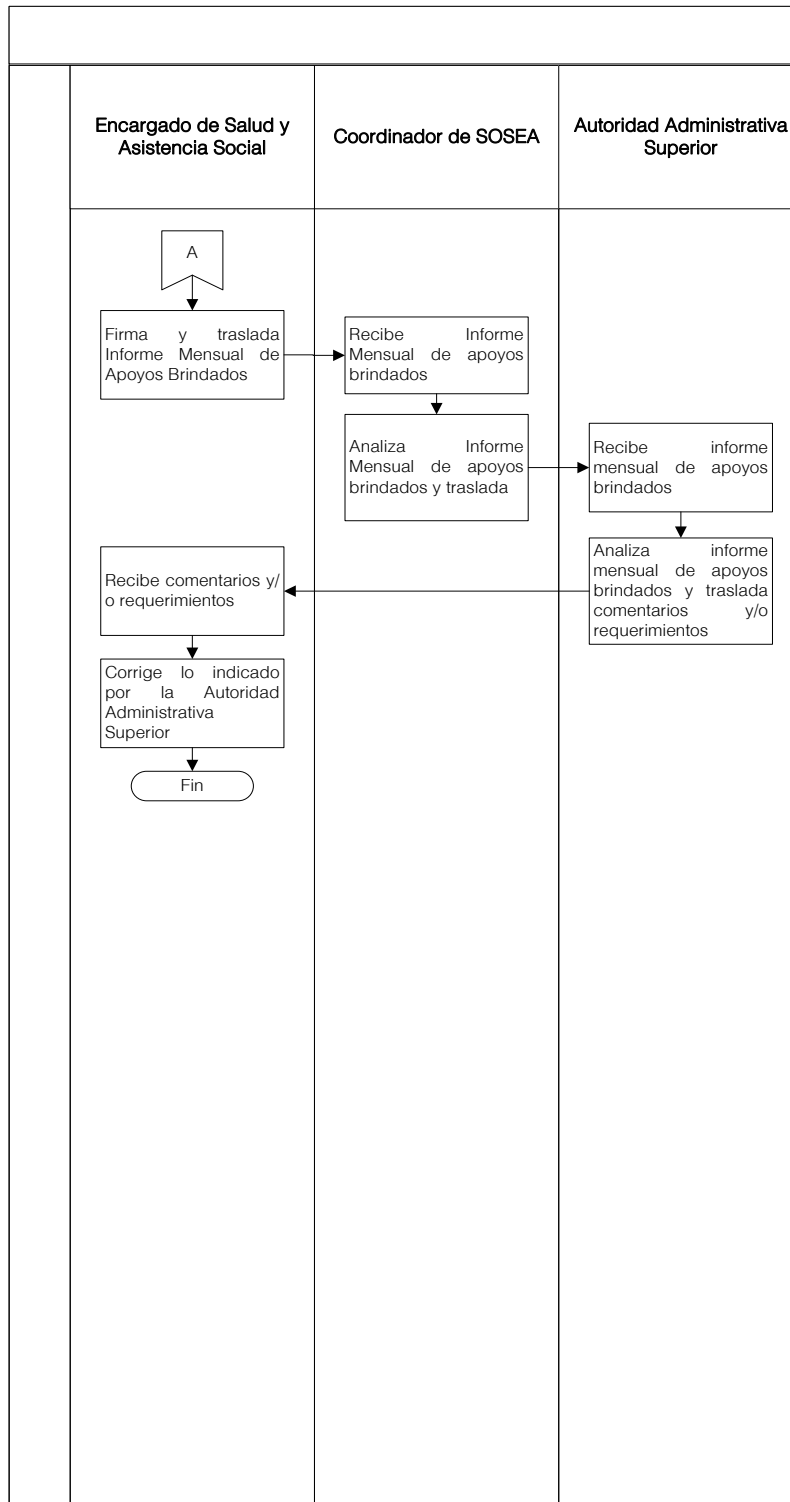 Encargado de Salud y
Asistencia Social
Coordinador de SOSEA
Autoridad Administrativa
Superior
A
Firma y traslada
Informe Mensual de
Apoyos Brindados
Recibe Informe
Mensual de apoyos
brindados
Analiza Informe
Mensual de apoyos
brindados y traslada
Recibe informe
mensual de apoyos
brindados
Analiza informe
mensual de apoyos
brindados y traslada
comentarios y/o
requerimientos
Recibe comentarios y/
o requerimientos
Corrige lo indicado
por la Autoridad
Administrativa
Superior
Fin